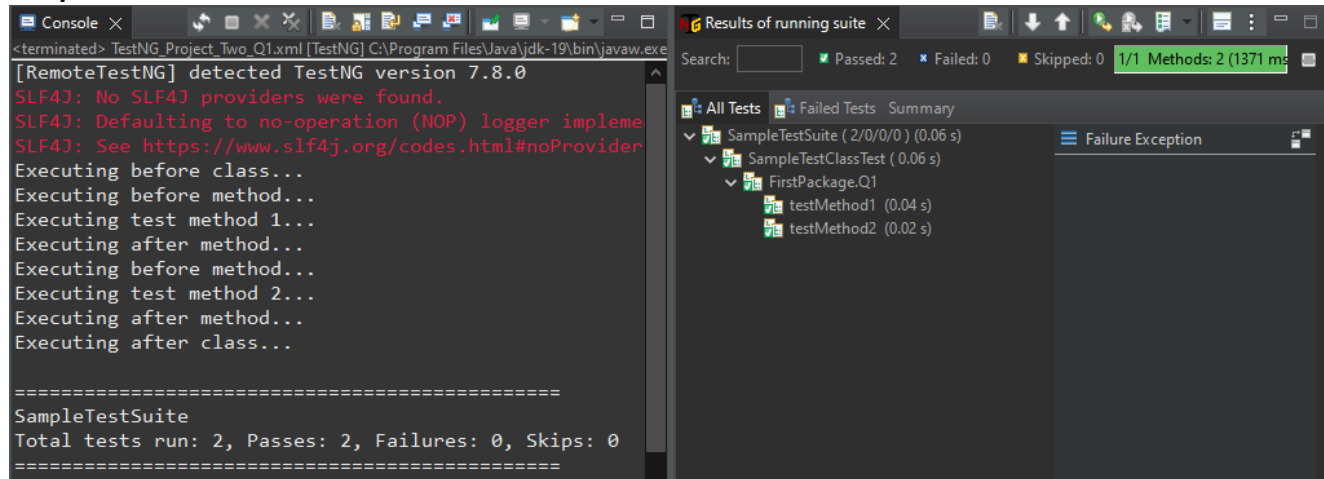 Console
<terminated> TestNG_Project_Two_Q1.xml [TestNG] C:\Program Files\Java\jdk-19\bin\javaw.exe
[RemoteTestNG] detected TestNG version 7.8.0
SLF4J: No SLF4J providers were found.
SLF4J: Defaulting to no-operation (NOP) logger impleme
SLF4J: See https://www.slf4j.org/codes.html#noProvider
Executing before class...
Executing before method...
Executing test method 1...
Executing after method...
Executing before method...
Executing test method 2...
Executing after method...
Executing after class...
===============================================
SampleTestSuite
Total tests run: 2, Passes: 2, Failures: 0, Skips: 0
===============================================
Results of running suite
Search: Passed: 2 Failed: 0 Skipped: 0 1/1 Methods: 2 (1371 ms
All Tests Failed Tests Summary
SampleTestSuite ( 2/0/0/0 ) (0.06 s)
SampleTestClassTest ( 0.06 s)
FirstPackage.Q1
testMethod1 (0.04 s)
testMethod2 (0.02 s)
Failure Exception